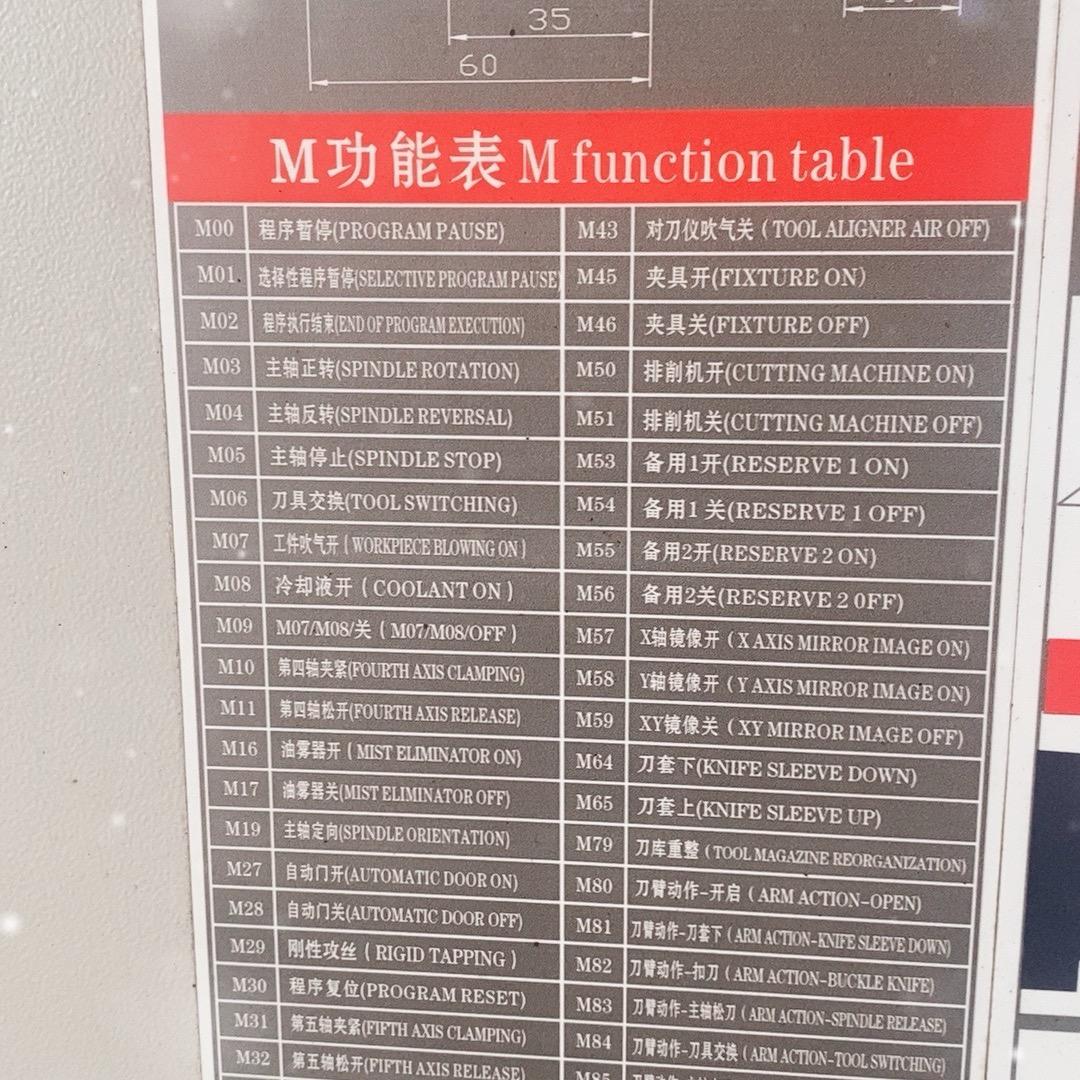 35
60
M功能表 M function table
M00 程序暂停(PROGRAM PAUSE) M43 对刀仪吹气关 ( TOOL ALIGNER AIR OFF)
M01 选择性程序暂停(SELECTIVE PROGRAM PAUSE) M45 夹具开(FIXTURE ON)
M02 程序执行结束(END OF PROGRAM EXECUTION) M46 夹具关(FIXTURE OFF)
M03 主轴正转(SPINDLE ROTATION) M50 排削机开(CUTTING MACHINE ON)
M04 主轴反转(SPINDLE REVERSAL) M51 排削机关(CUTTING MACHINE OFF)
M05 主轴停止(SPINDLE STOP) M53 备用1开(RESERVE 1 ON)
M06 刀具交换(TOOL SWITCHING) M54 备用1 关(RESERVE 1 OFF)
M07 工件吹气开 ( WORKPIECE BLOWING ON ) M55 备用2开(RESERVE 2 ON)
M08 冷却液开 ( COOLANT ON ) M56 备用2关(RESERVE 2 0FF)
M09 M07/M08/关 ( M07/M08/OFF ) M57 X轴镜像开 ( X AXIS MIRROR IMAGE ON)
M10 第四轴夹紧(FOURTH AXIS CLAMPING) M58 Y轴镜像开 ( Y AXIS MIRROR IMAGE ON)
M11 第四轴松开(FOURTH AXIS RELEASE) M59 XY镜像关 ( XY MIRROR IMAGE OFF)
M16 油雾器开 ( MIST ELIMINATOR ON) M64 刀套下(KNIFE SLEEVE DOWN)
M17 油雾器关(MIST ELIMINATOR OFF) M65 刀套上(KNIFE SLEEVE UP)
M19 主轴定向(SPINDLE ORIENTATION) M79 刀库重整 ( TOOL MAGAZINE REORGANIZATION)
M27 自动门开(AUTOMATIC DOOR ON) M80 刀臂动作-开启 ( ARM ACTION-OPEN)
M28 自动门关(AUTOMATIC DOOR OFF) M81 刀臂动作-刀套下 ( ARM ACTION-KNIFE SLEEVE DOWN)
M29 刚性攻丝 ( RIGID TAPPING ) M82 刀臂动作-扣刀 ( ARM ACTION-BUCKLE KNIFE)
M30 程序复位(PROGRAM RESET) M83 刀臂动作-主轴松刀 ( ARM ACTION-SPINDLE RELEASE)
M31 第五轴夹紧(FIFTH AXIS CLAMPING) M84 刀臂动作-刀具交换 ( ARM ACTION-TOOL SWITCHING)
M32 第五轴松开(FIFTH AXIS RELEASE) M85